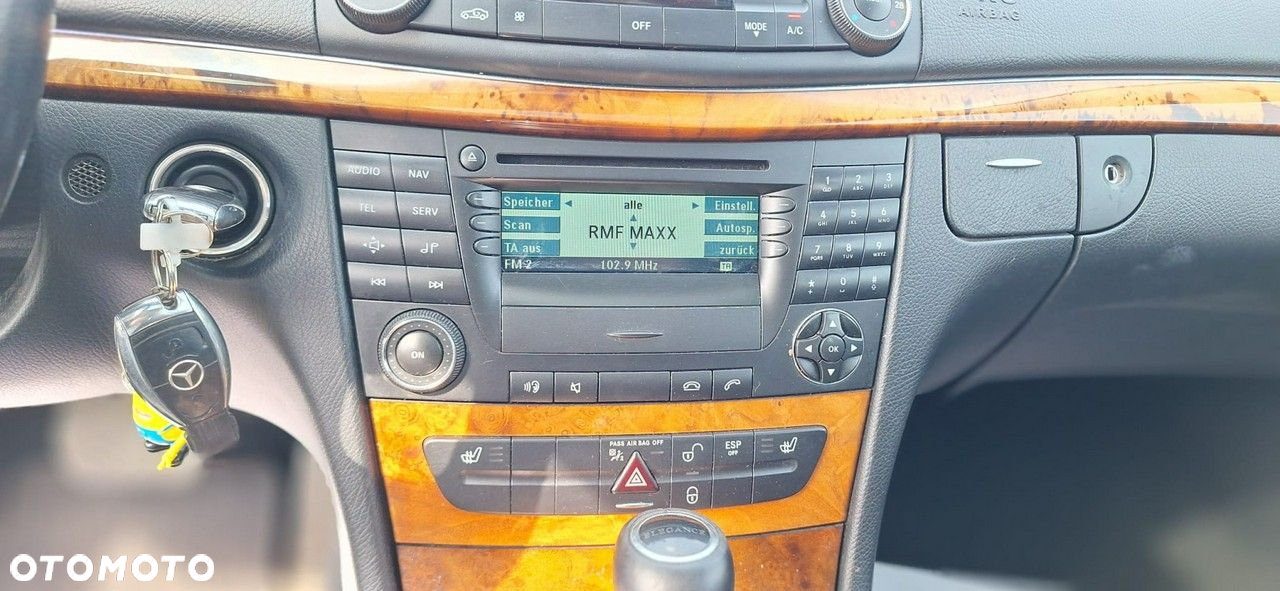 OFF
MODE
A/C
28
AIRBAG
AUDIO
NAV
TEL
SERV
Speicher
alle
Einstell.
Scan
RMF MAXX
Autosp.
TA aus
zurück
FM 2
102.9 MHz
1
2 ABC
3 DEF
4 GHI
5 JKL
6 MNO
7 PQRS
8 TUV
9 WXYZ
*
0
#
ON
OK
PASS AIR BAG OFF
ESP
OFF
ELEGANCE
OTOMOTO